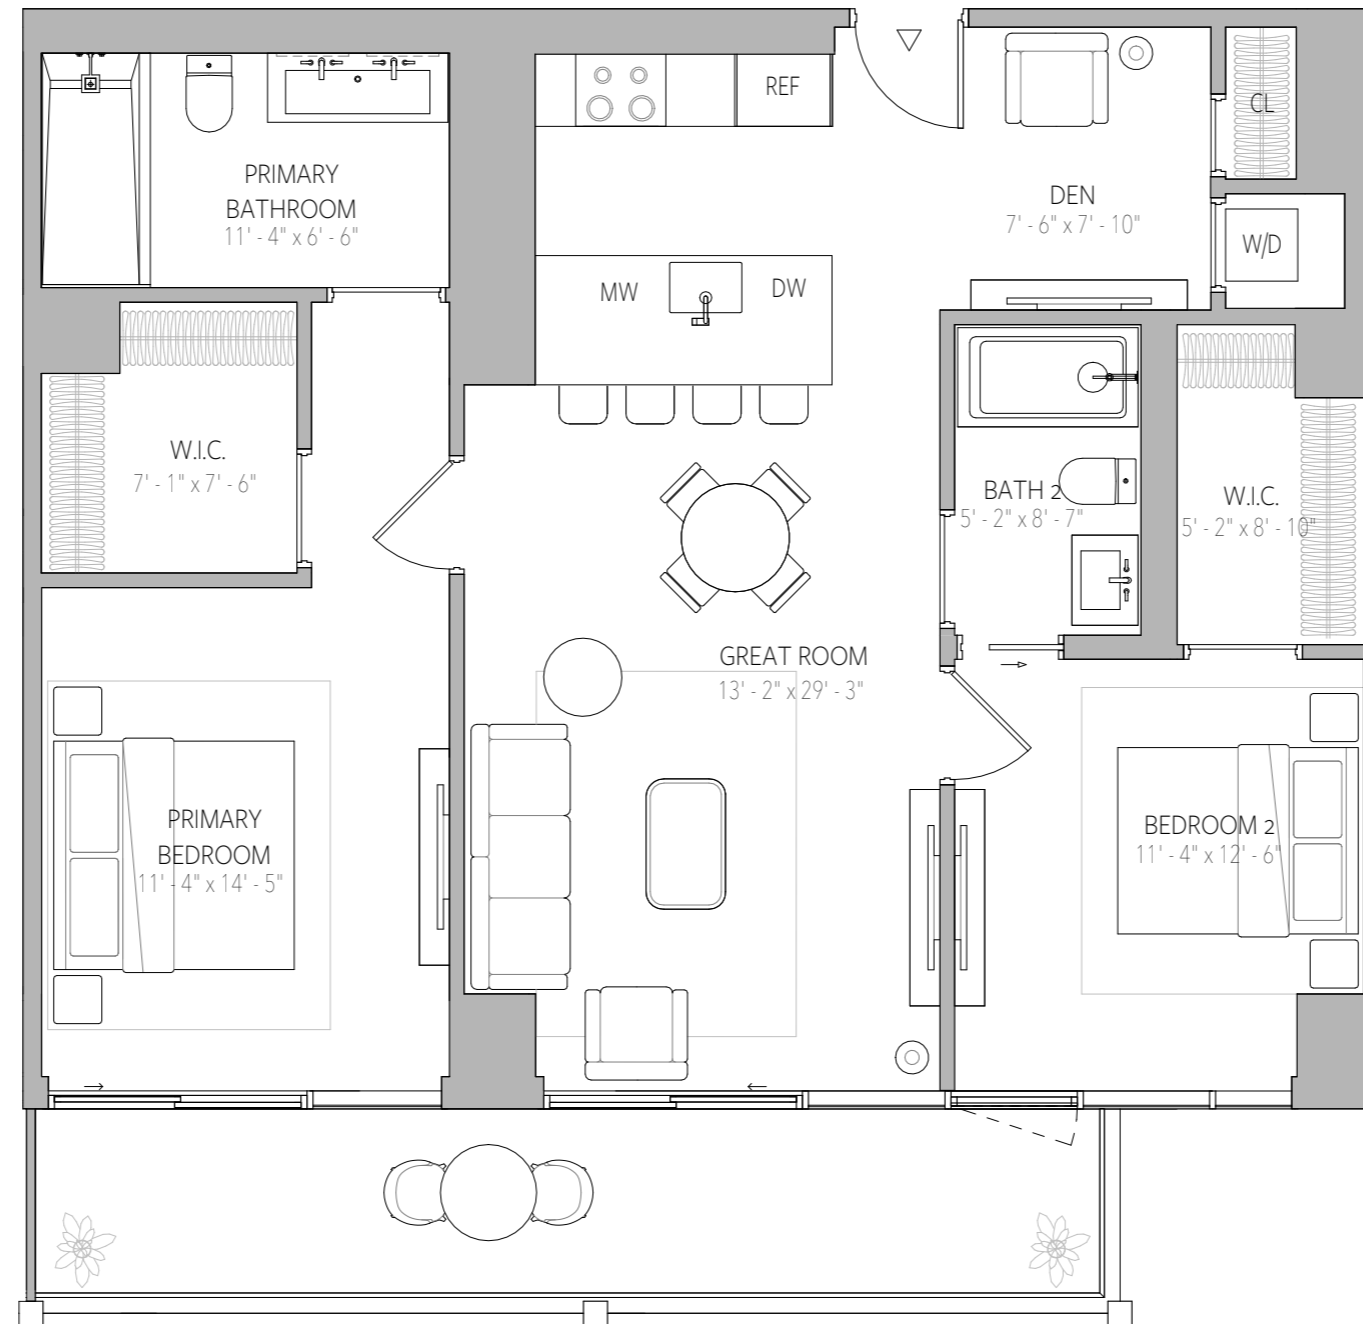 REF
CL
PRIMARY
BATHROOM
11' - 4" x 6' - 6"
DEN
7' - 6" x 7' - 10"
W/D
MW
DW
W.I.C.
7' - 1" x 7' - 6"
BATH 2
5' - 2" x 8' - 7"
W.I.C.
5' - 2" x 8' - 10"
GREAT ROOM
13' - 2" x 29' - 3"
PRIMARY
BEDROOM
11' - 4" x 14' - 5"
BEDROOM 2
11' - 4" x 12' - 6"